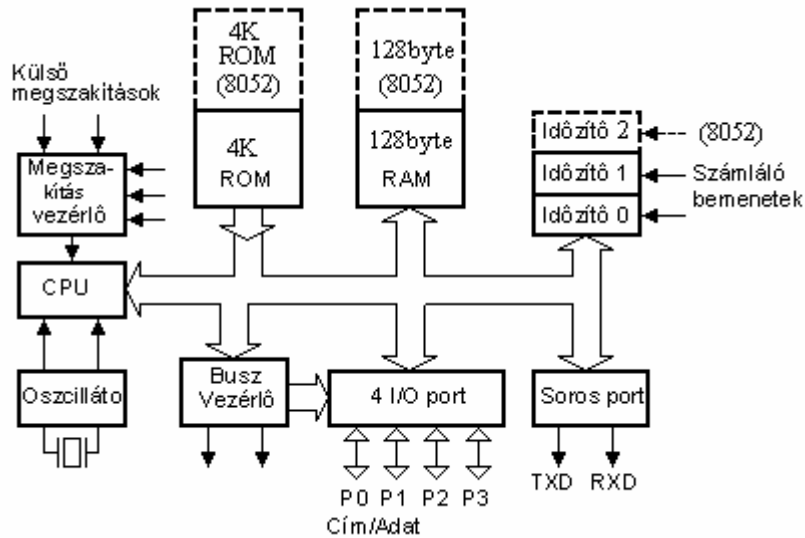 4K
ROM
(8052)
128byte
(8052)
Külsô
megszakítások
4K
ROM
128byte
RAM
Idôzítô 2
(8052)
Idôzítô 1
Számláló
bemenetek
Idôzítô 0
Megsza-
kítás
vezérlô
CPU
Oszcilláto
Busz
Vezérlô
4 I/O port
Soros port
TXD
RXD
P0
P1
P2
P3
Cím/Adat